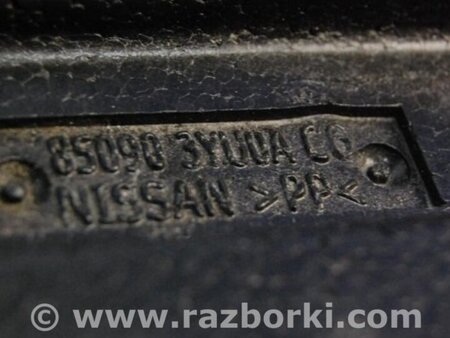 85090 3YU0A CG
NISSAN >PP<
© www.razborki.com